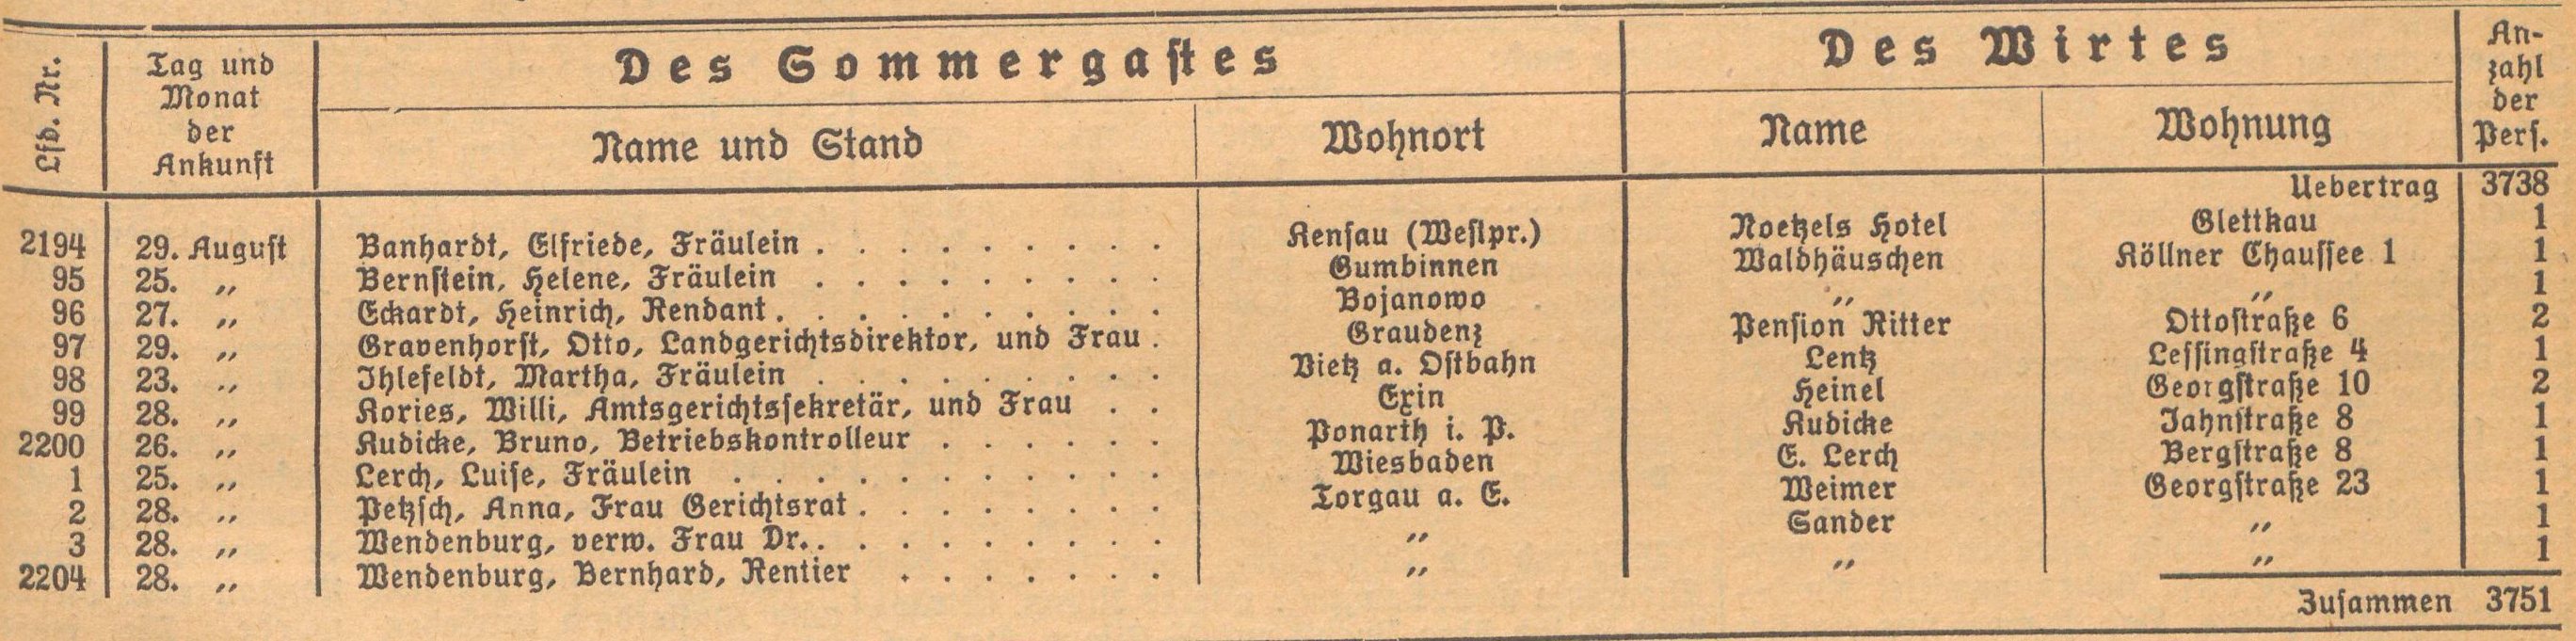 Lfd. Nr.
Tag und
Monat
der
Ankunft
Des Sommergastes
Name und Stand
Wohnort
Des Wirtes
Name
Wohnung
An-
zahl
der
Pers.
Uebertrag 3738
2194 29. August Banhardt, Elfriede, Fräulein . . . . . . . . . Kensau (Westpr.) Noetzels Hotel Glettkau 1
95 25. „ Bernstein, Helene, Fräulein . . . . . . . . . Gumbinnen Waldhäuschen Köllner Chaussee 1 1
96 27. „ Eckardt, Heinrich, Rendant . . . . . . . . . . Bojanowo „ „ 1
97 29. „ Gravenhorst, Otto, Landgerichtsdirektor, und Frau . Graudenz Pension Ritter Ottostraße 6 2
98 23. „ Ihlefeldt, Martha, Fräulein . . . . . . . . . Vietz a. Ostbahn Lentz Lessingstraße 4 1
99 28. „ Kories, Willi, Amtsgerichtssekretär, und Frau . . Exin Heinel Georgstraße 10 2
2200 26. „ Kudicke, Bruno, Betriebskontrolleur . . . . . . Ponarth i. P. Kudicke Jahnstraße 8 1
1 25. „ Lerch, Luise, Fräulein . . . . . . . . . . . Wiesbaden E. Lerch Bergstraße 8 1
2 28. „ Petzsch, Anna, Frau Gerichtsrat . . . . . . . . Torgau a. E. Weimer Georgstraße 23 1
3 28. „ Wendenburg, verw. Frau Dr. . . . . . . . . . „ Sander „ 1
2204 28. „ Wendenburg, Bernhard, Rentier . . . . . . . „ „ „ 1
Zusammen 3751